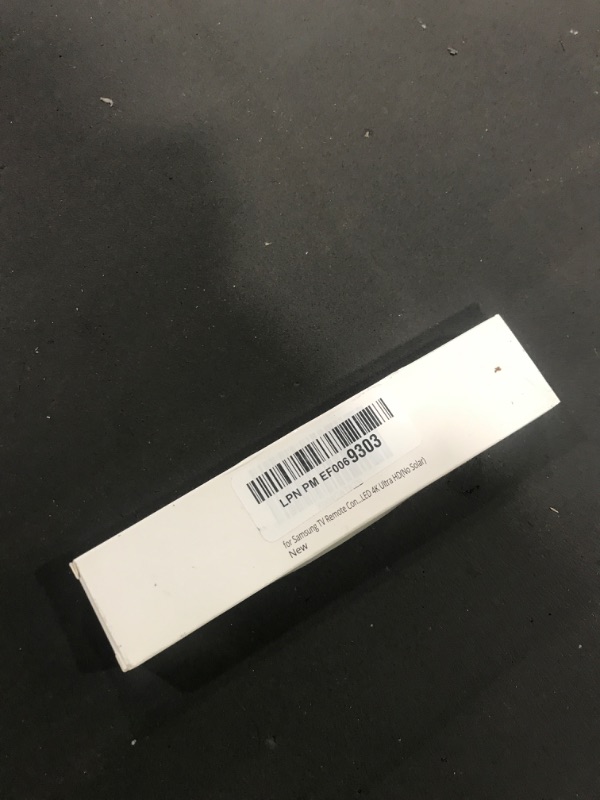 LPN PM EF0069303
for Samsung TV Remote Con...LED 4K Ultra HD(No Solar)
New